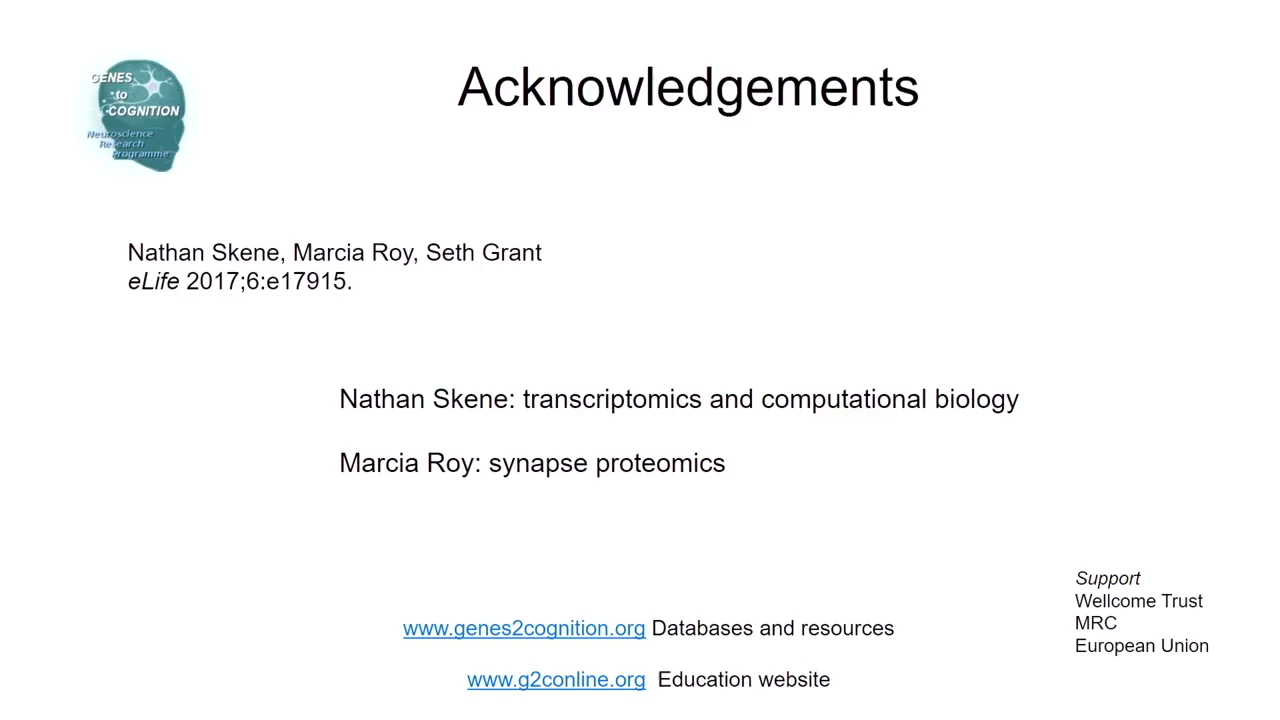 GENES
to
COGNITION
Neuroscience
Research
Programme
Acknowledgements
Nathan Skene, Marcia Roy, Seth Grant
eLife 2017;6:e17915.
Nathan Skene: transcriptomics and computational biology
Marcia Roy: synapse proteomics
Support
Wellcome Trust
MRC
European Union
www.genes2cognition.org Databases and resources
www.g2conline.org Education website